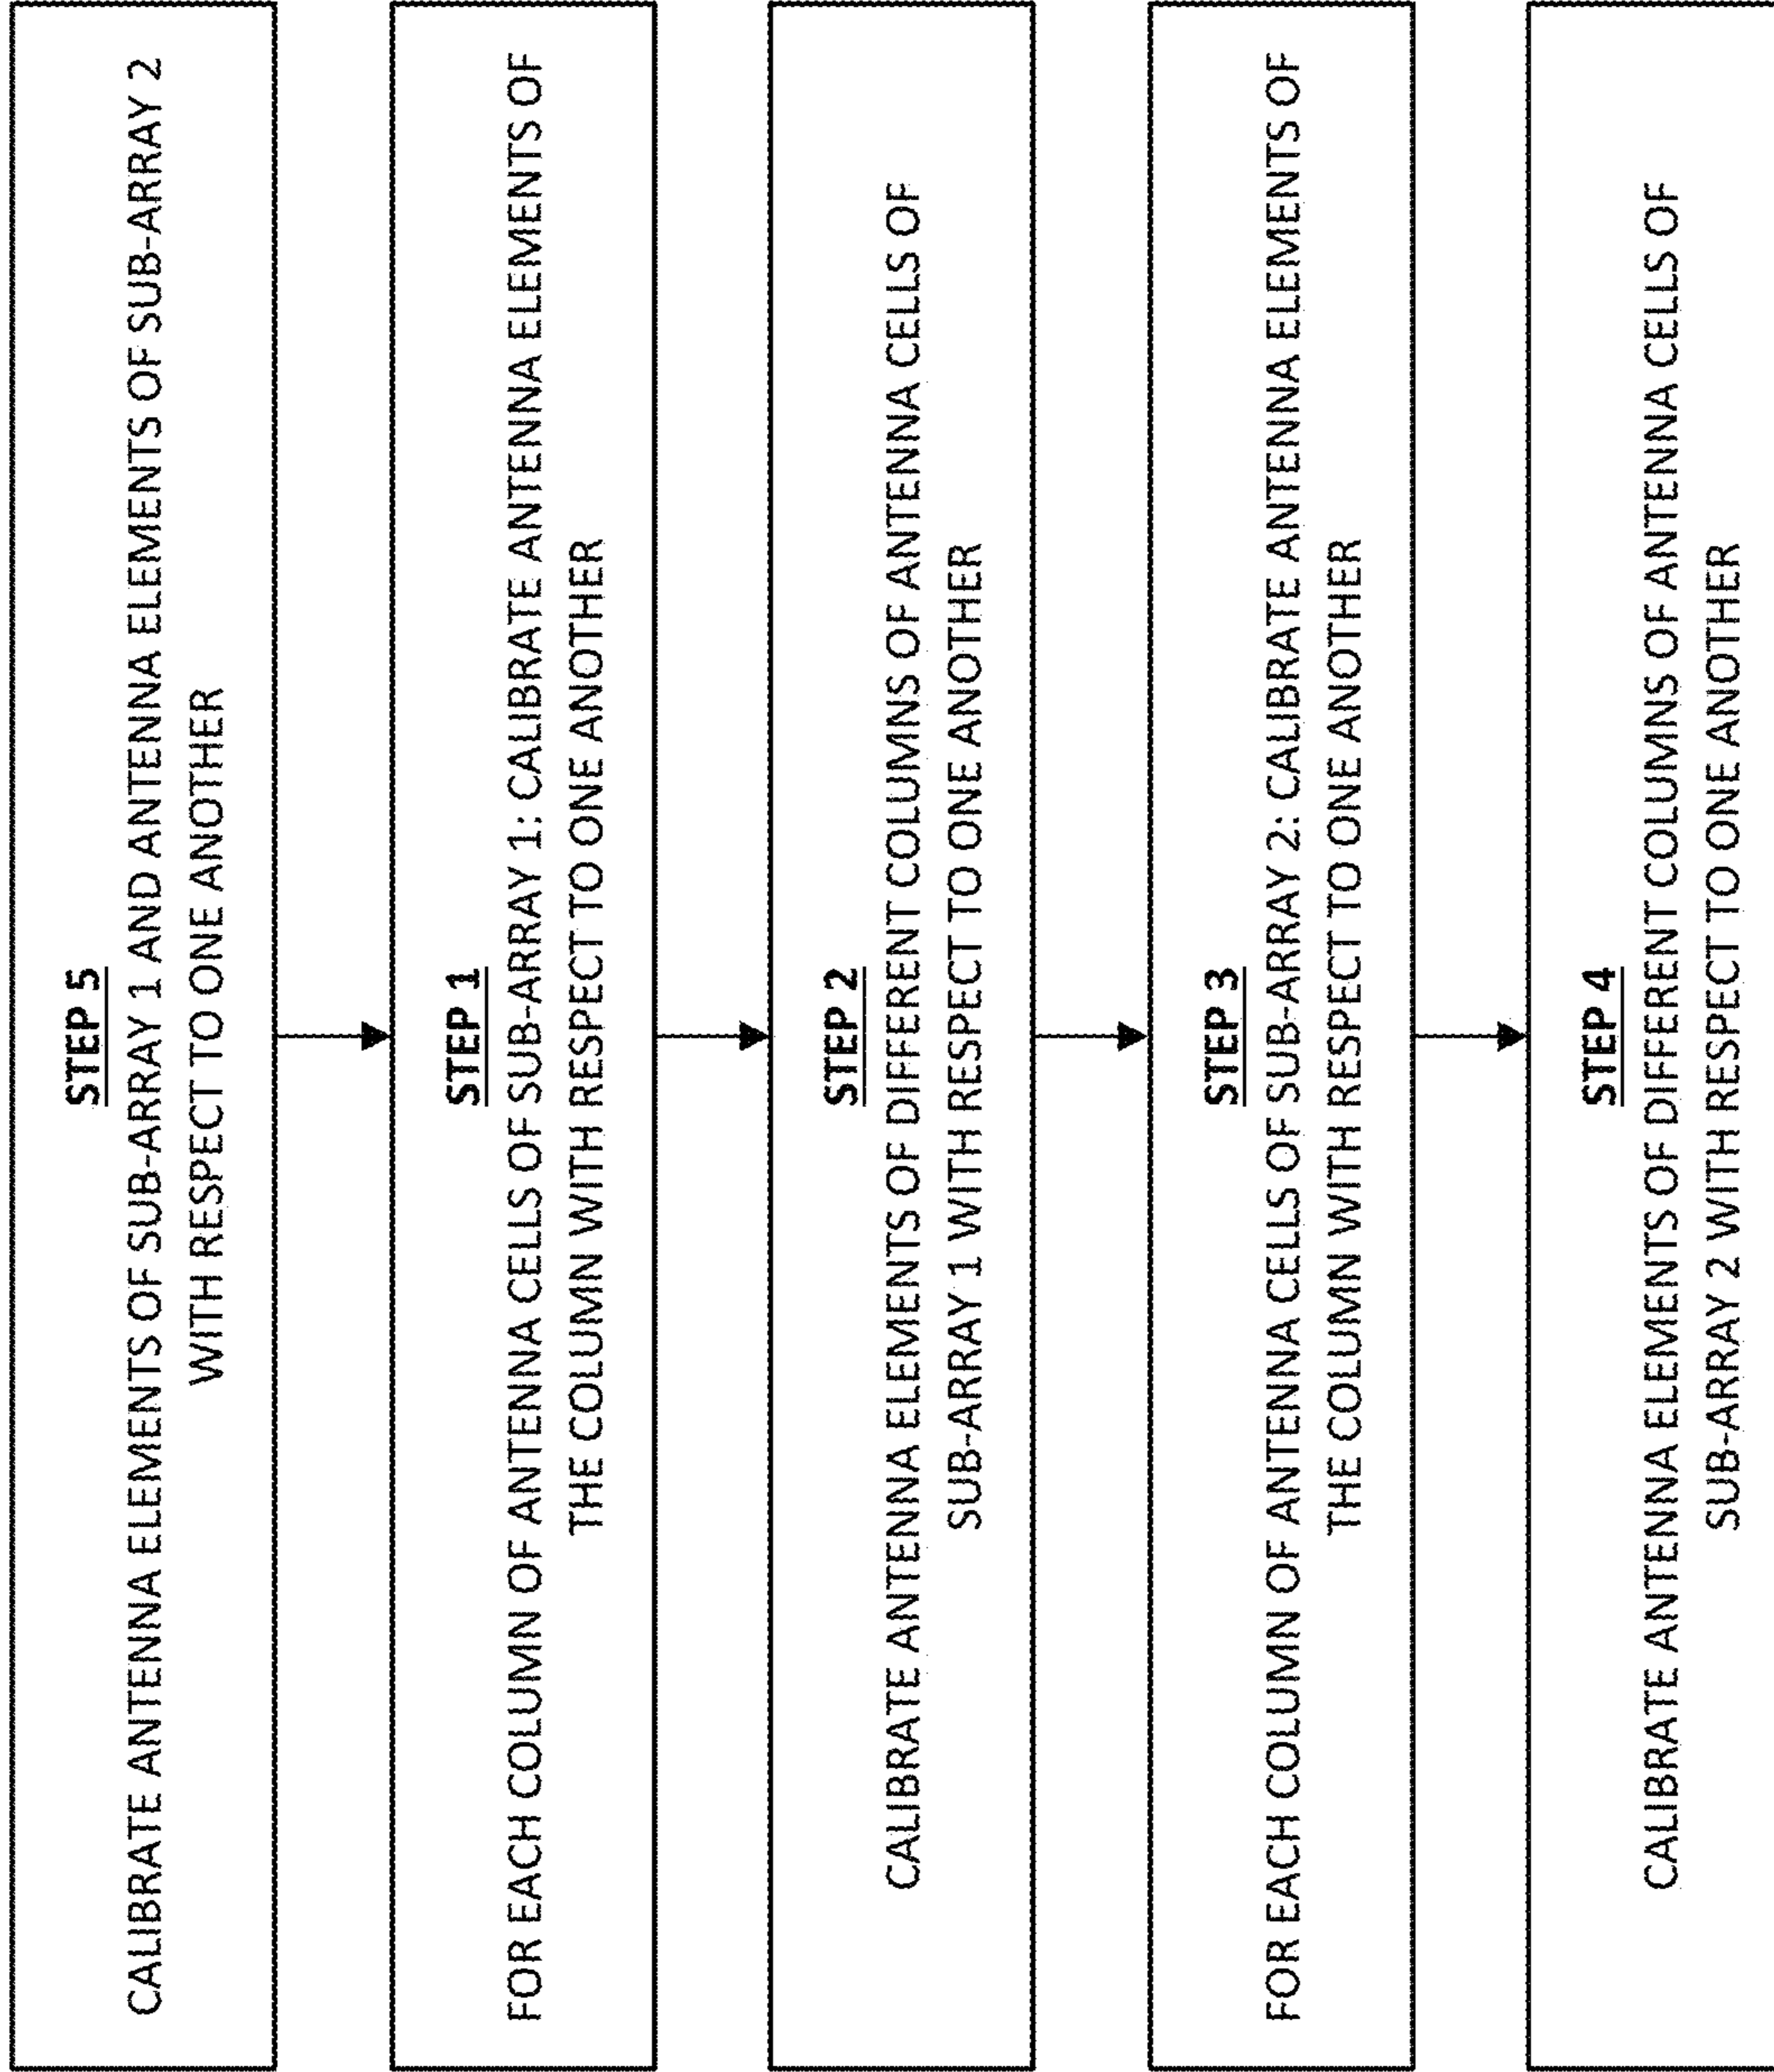 STEP 5
CALIBRATE ANTENNA ELEMENTS OF SUB-ARRAY 1 AND ANTENNA ELEMENTS OF SUB-ARRAY 2
WITH RESPECT TO ONE ANOTHER
STEP 1
FOR EACH COLUMN OF ANTENNA CELLS OF SUB-ARRAY 1: CALIBRATE ANTENNA ELEMENTS OF
THE COLUMN WITH RESPECT TO ONE ANOTHER
STEP 2
CALIBRATE ANTENNA ELEMENTS OF DIFFERENT COLUMNS OF ANTENNA CELLS OF
SUB-ARRAY 1 WITH RESPECT TO ONE ANOTHER
STEP 3
FOR EACH COLUMN OF ANTENNA CELLS OF SUB-ARRAY 2: CALIBRATE ANTENNA ELEMENTS OF
THE COLUMN WITH RESPECT TO ONE ANOTHER
STEP 4
CALIBRATE ANTENNA ELEMENTS OF DIFFERENT COLUMNS OF ANTENNA CELLS OF
SUB-ARRAY 2 WITH RESPECT TO ONE ANOTHER